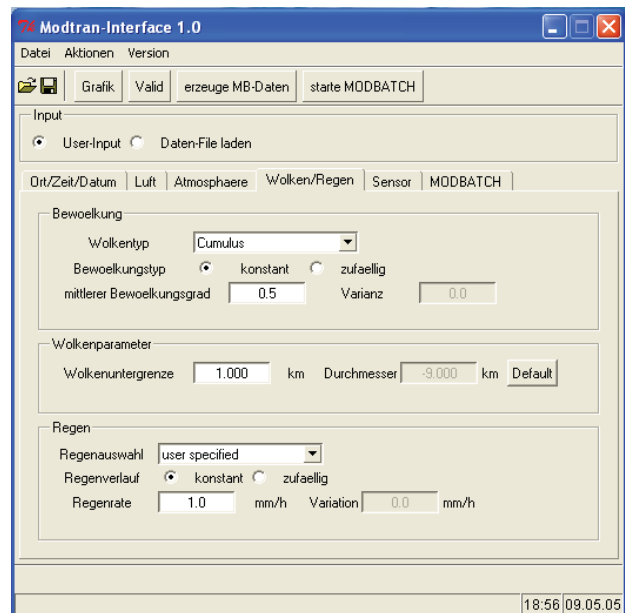 Modtran-Interface 1.0
Datei Aktionen Version
Grafik Valid erzeuge MB-Daten starte MODBATCH
Input
User-Input Daten-File laden
Ort/Zeit/Datum Luft Atmosphaere Wolken/Regen Sensor MODBATCH
Bewoelkung
Wolkentyp Cumulus
Bewoelkungstyp konstant zufaellig
mittlerer Bewoelkungsgrad 0.5 Varianz 0.0
Wolkenparameter
Wolkenuntergrenze 1.000 km Durchmesser -9.000 km Default
Regen
Regenauswahl user specified
Regenverlauf konstant zufaellig
Regenrate 1.0 mm/h Variation 0.0 mm/h
18:56 09.05.05